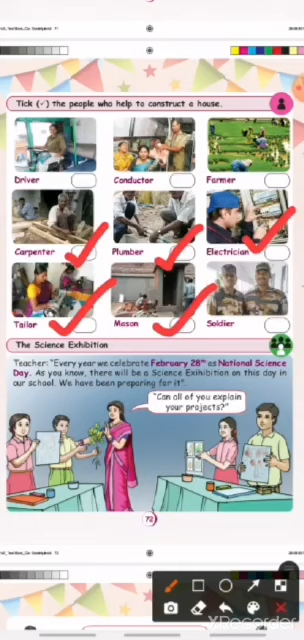 Tick (✓) the people who help to construct a house.
Driver
Conductor
Farmer
Carpenter
Plumber
Electrician
Tailor
Mason
Soldier
The Science Exhibition
Teacher: "Every year we celebrate February 28th as National Science
Day. As you know, there will be a Science Exihibition on this day in
our school. We have been preparing for it".
"Can all of you explain
your projects?"
72
XRecorder